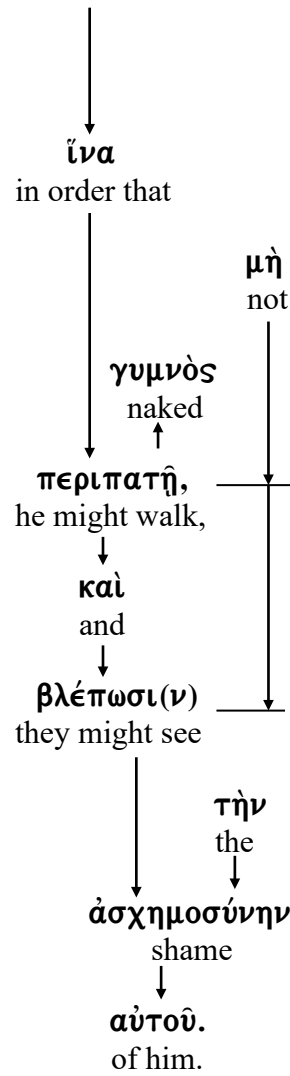 ἵνα
in order that
μὴ
not
γυμνὸς
naked
περιπατῇ,
he might walk,
καὶ
and
βλέπωσι(ν)
they might see
τὴν
the
ἀσχημοσύνην
shame
αὐτοῦ.
of him.